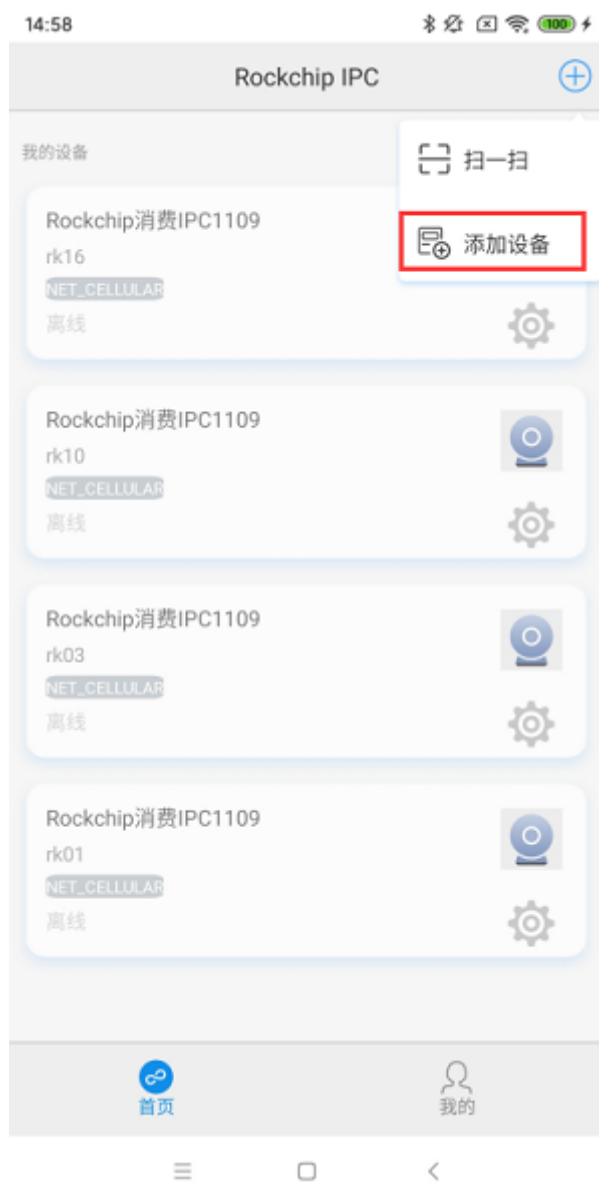 14:58
100
Rockchip IPC
我的设备
扫一扫
添加设备
Rockchip消费IPC1109
rk16
NET_CELLULAR
离线
Rockchip消费IPC1109
rk10
NET_CELLULAR
离线
Rockchip消费IPC1109
rk03
NET_CELLULAR
离线
Rockchip消费IPC1109
rk01
NET_CELLULAR
离线
首页
我的